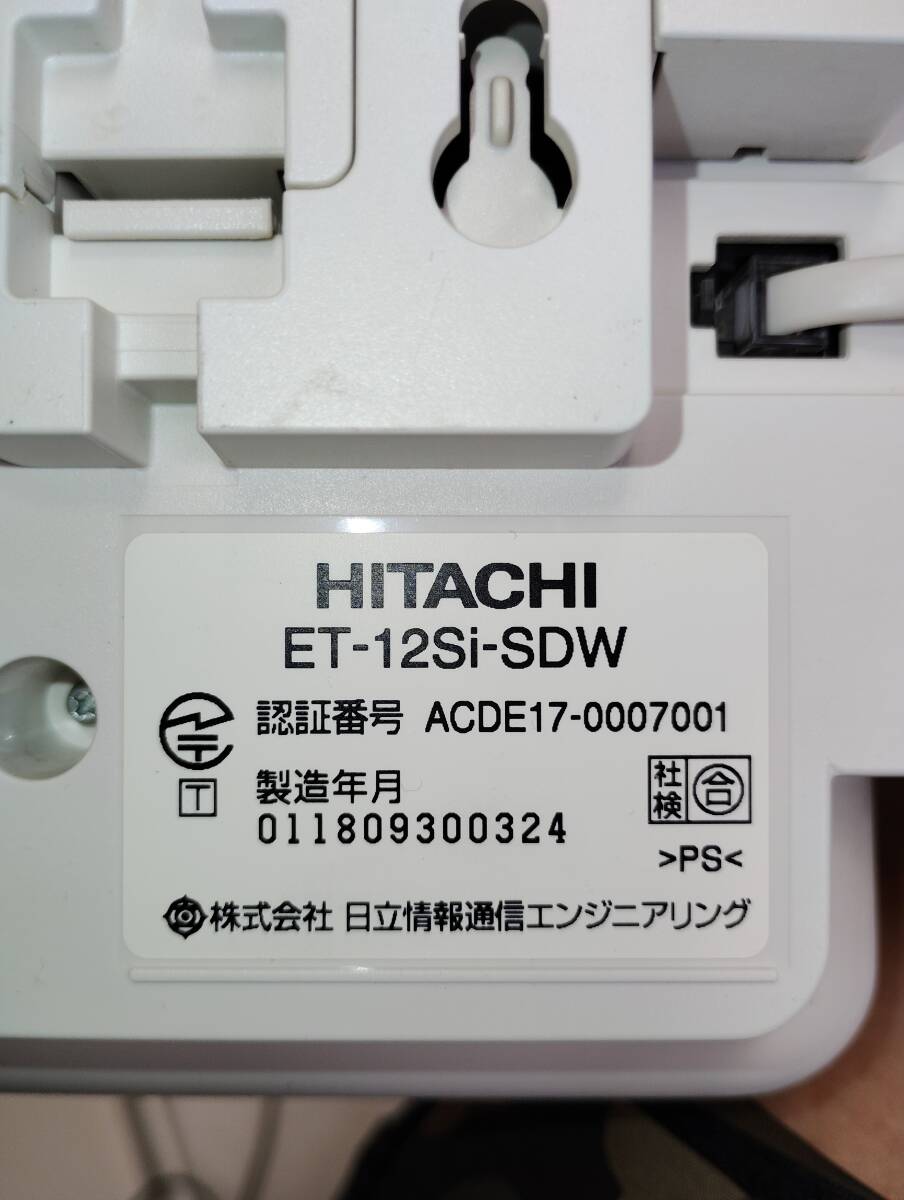 HITACHI
ET-12Si-SDW
認証番号 ACDE17-0007001
T
製造年月
011809300324
社検 合
>PS<
株式会社 日立情報通信エンジニアリング